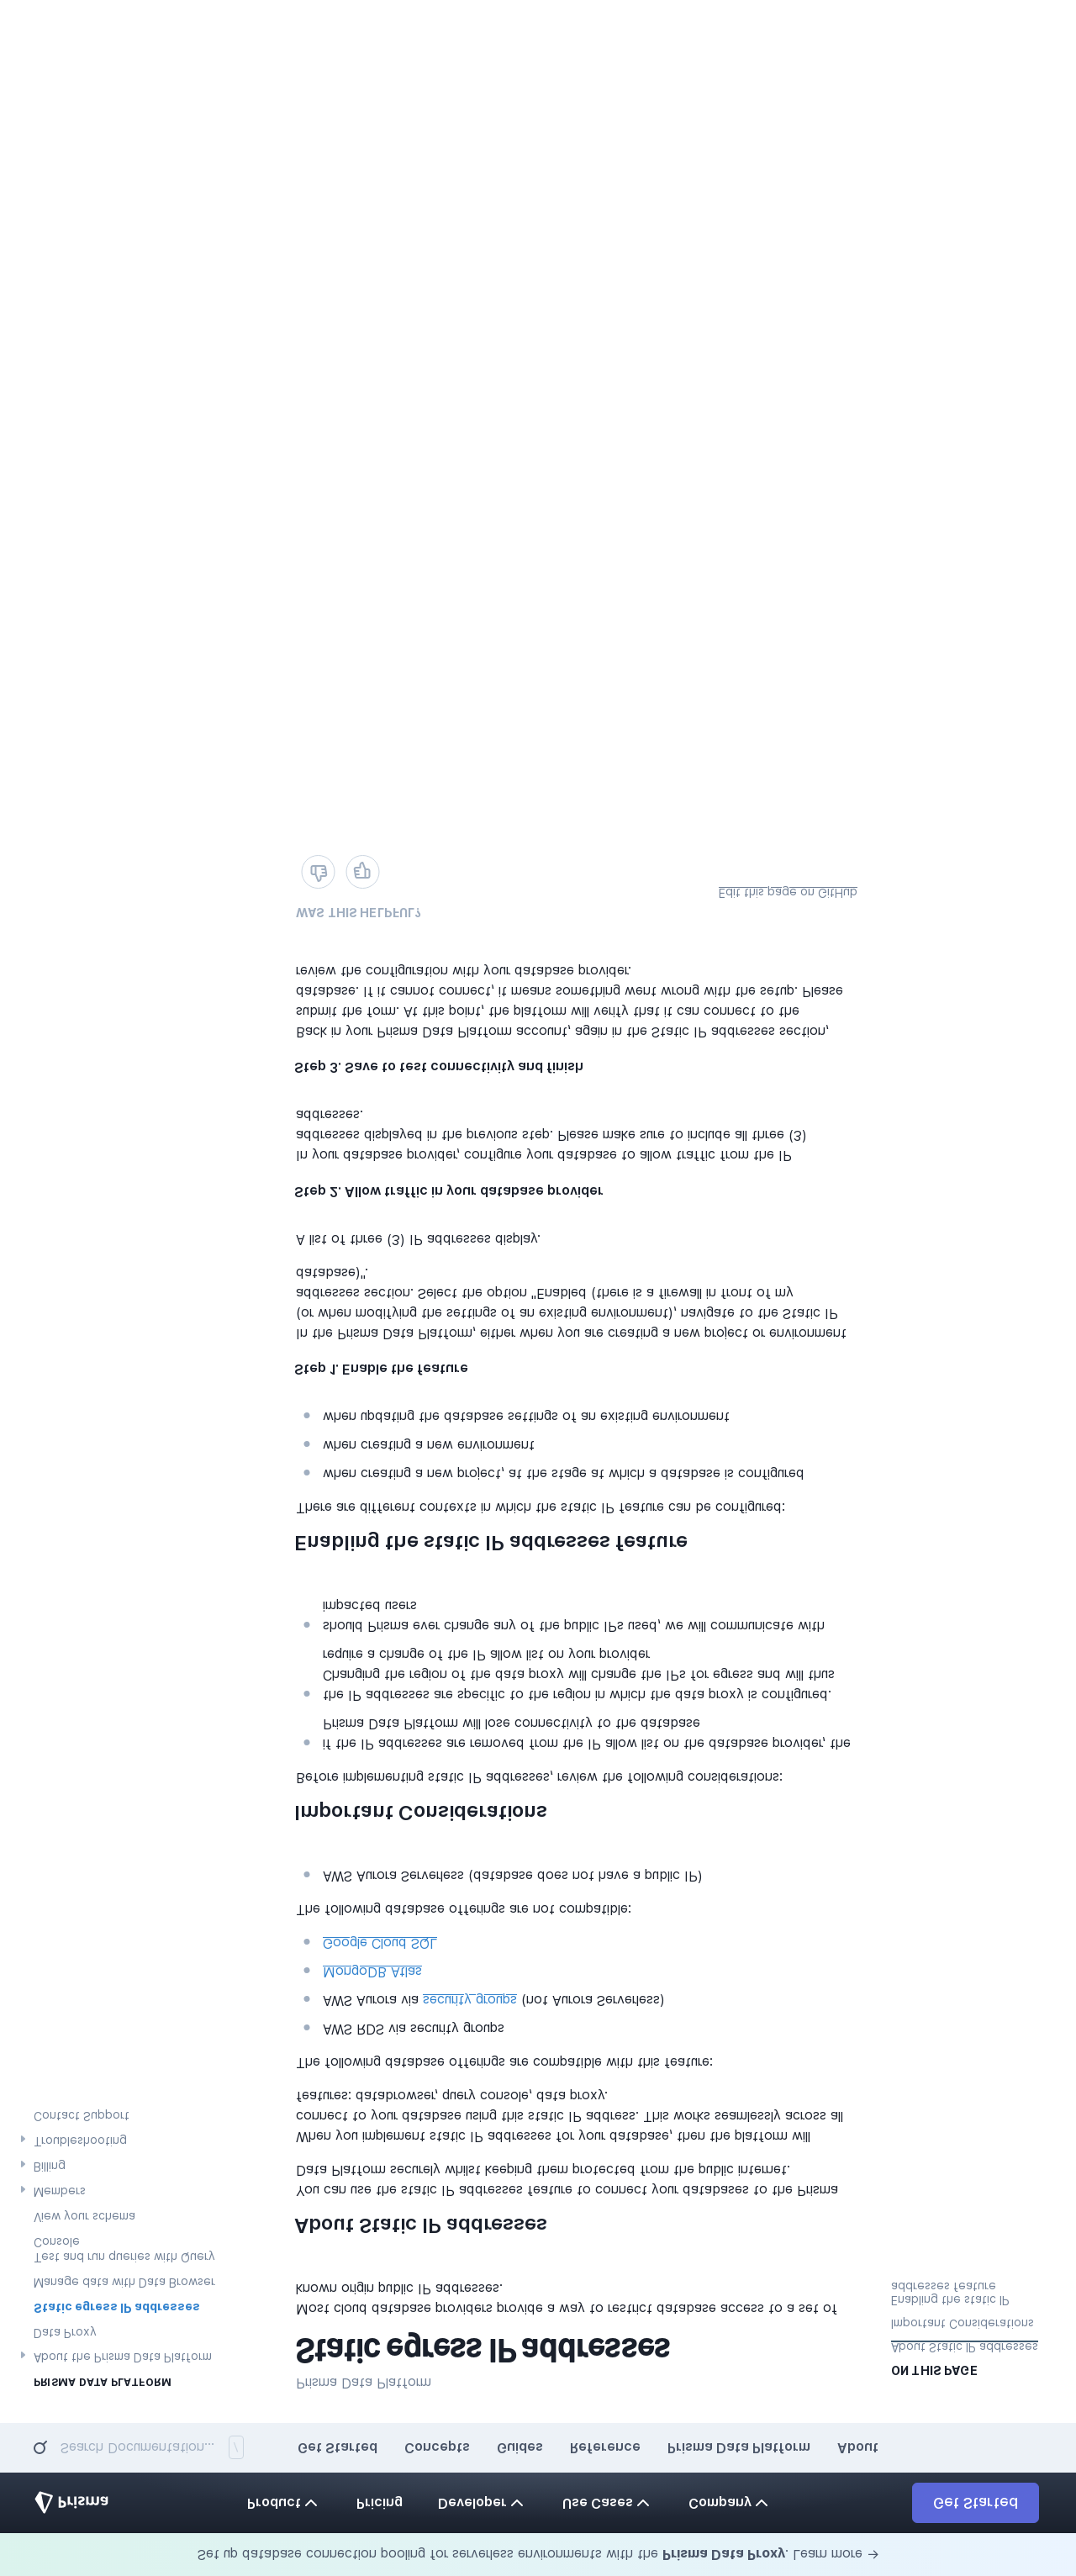 Set up database connection pooling for serverless environments with the Prisma Data Proxy. Learn more →
Prisma
Product
Pricing
Developer
Use Cases
Company
Get Started
Search Documentation...
/
Get Started
Concepts
Guides
Reference
Prisma Data Platform
About
PRISMA DATA PLATFORM
About the Prisma Data Platform
Data Proxy
Static egress IP addresses
Manage data with Data Browser
Test and run queries with Query
Console
View your schema
Members
Billing
Troubleshooting
Contact Support
Prisma Data Platform
Static egress IP addresses
Most cloud database providers provide a way to restrict database access to a set of
known origin public IP addresses.
About Static IP addresses
You can use the static IP addresses feature to connect your databases to the Prisma
Data Platform securely whilst keeping them protected from the public internet.
When you implement static IP addresses for your database, then the platform will
connect to your database using this static IP address. This works seamlessly across all
features: databrowser, query console, data proxy.
The following database offerings are compatible with this feature:
AWS RDS via security groups
AWS Aurora via security groups (not Aurora Serverless)
MongoDB Atlas
Google Cloud SQL
The following database offerings are not compatible:
AWS Aurora Serverless (database does not have a public IP)
Important Considerations
Before implementing static IP addresses, review the following considerations:
if the IP addresses are removed from the IP allow list on the database provider, the
Prisma Data Platform will lose connectivity to the database
the IP addresses are specific to the region in which the data proxy is configured.
Changing the region of the data proxy will change the IPs for egress and will thus
require a change of the IP allow list on your provider
should Prisma ever change any of the public IPs used, we will communicate with
impacted users
Enabling the static IP addresses feature
There are different contexts in which the static IP feature can be configured:
when creating a new project, at the stage at which a database is configured
when creating a new environment
when updating the database settings of an existing environment
Step 1. Enable the feature
In the Prisma Data Platform, either when you are creating a new project or environment
(or when modifying the settings of an existing environment), navigate to the Static IP
addresses section. Select the option "Enabled (there is a firewall in front of my
database)".
A list of three (3) IP addresses display.
Step 2. Allow traffic in your database provider
In your database provider, configure your database to allow traffic from the IP
addresses displayed in the previous step. Please make sure to include all three (3)
addresses.
Step 3. Save to test connectivity and finish
Back in your Prisma Data Platform account, again in the Static IP addresses section,
submit the form. At this point, the platform will verify that it can connect to the
database. If it cannot connect, it means something went wrong with the setup. Please
review the configuration with your database provider.
WAS THIS HELPFUL?
Edit this page on GitHub
ON THIS PAGE
About Static IP addresses
Important Considerations
Enabling the static IP
addresses feature